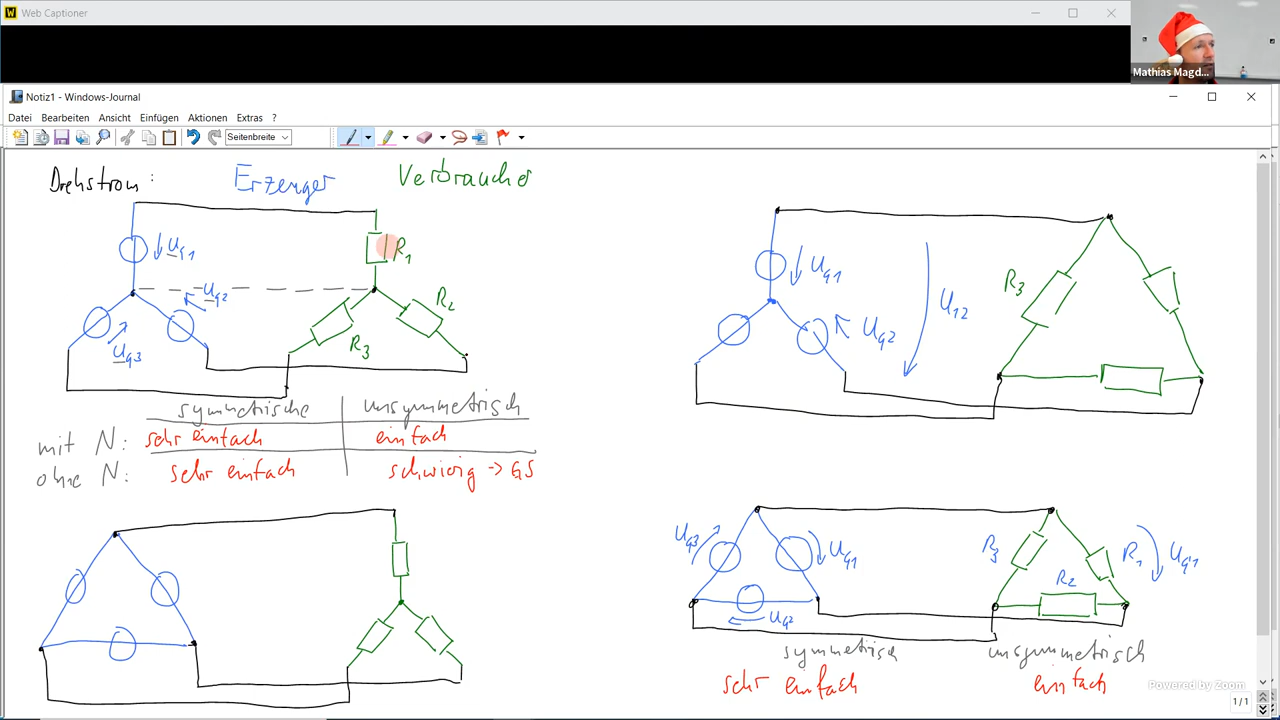 Web Captioner
Mathias Magd...
Notiz1 - Windows-Journal
Datei Bearbeiten Ansicht Einfügen Aktionen Extras ?
Seitenbreite
Drehstrom: Erzeuger Verbraucher
U_q1 R_1
U_q2
U_q3
R_2
R_3
symmetrische unsymmetrisch
mit N: sehr einfach einfach
ohne N: sehr einfach schwierig → GS
U_q1
U_q2
U_12
R_3
U_q3 U_q1 R_3 R_1 U_q1
U_q2 R_2
symmetrisch unsymmetrisch
sehr einfach einfach
Powered by Zoom
1/1